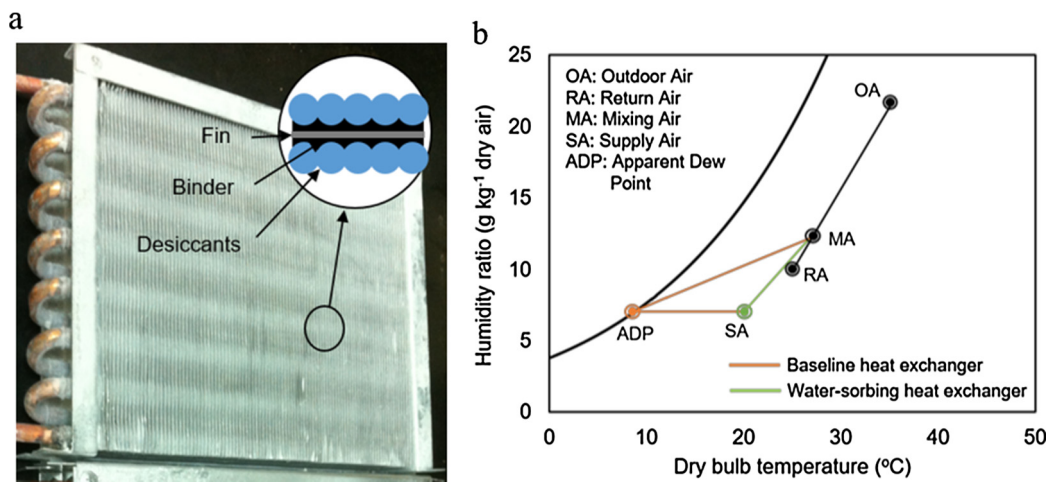 a
Fin
Binder
Desiccants
b
Humidity ratio (g kg⁻¹ dry air)
25
20
15
10
5
0
OA: Outdoor Air
RA: Return Air
MA: Mixing Air
SA: Supply Air
ADP: Apparent Dew
Point
OA
MA
RA
ADP
SA
Baseline heat exchanger
Water-sorbing heat exchanger
0
10
20
30
40
50
Dry bulb temperature (ºC)